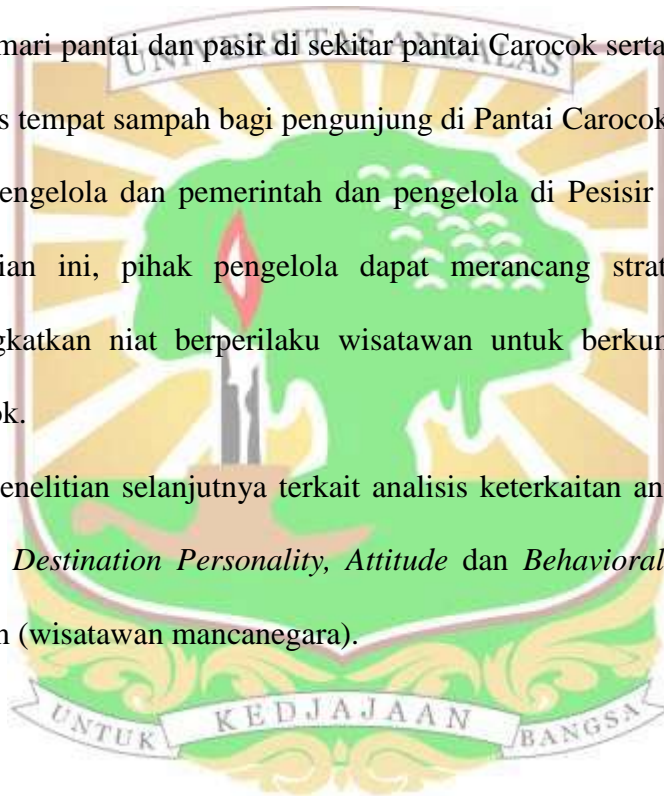 UNIVERSITAS ANDALAS
mari pantai dan pasir di sekitar pantai Carocok serta
s tempat sampah bagi pengunjung di Pantai Carocok
engelola dan pemerintah dan pengelola di Pesisir
ian ini, pihak pengelola dapat merancang strat
gkatkan niat berperilaku wisatawan untuk berkun
ok.
enelitian selanjutnya terkait analisis keterkaitan an
Destination Personality, Attitude dan Behavioral
n (wisatawan mancanegara).
UNTUK KEDJAJAAN BANGSA